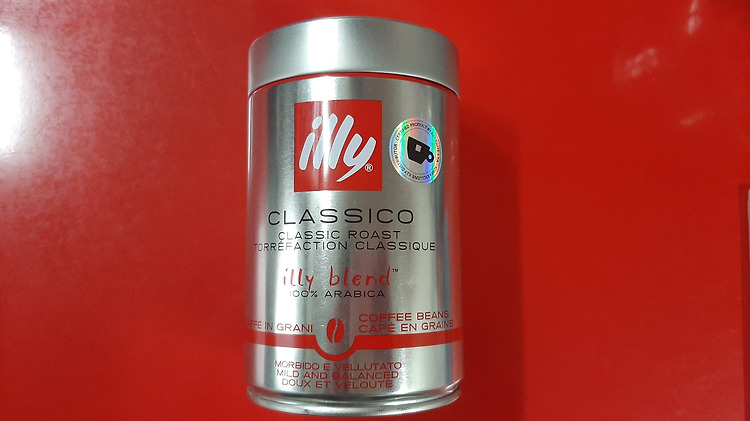 illy®
CLASSICO
CLASSIC ROAST
TORRÉFACTION CLASSIQUE
illy blend™
100% ARABICA
CAFFÈ IN GRANI
COFFEE BEANS
CAFÉ EN GRAINS
MORBIDO E VELLUTATO
MILD AND BALANCED
DOUX ET VELOUTÉ